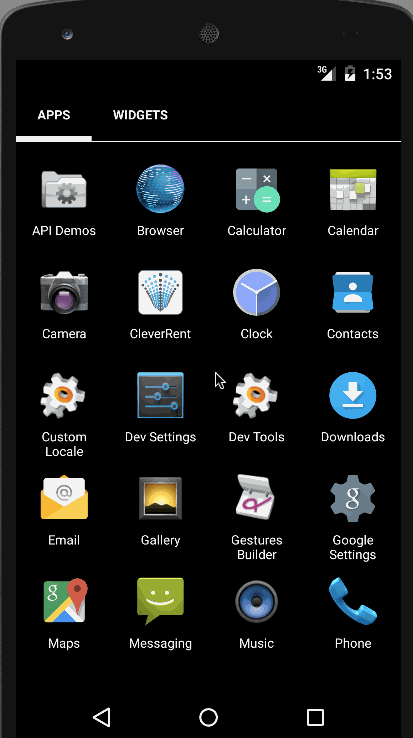 3G 1:53
APPS WIDGETS
API Demos Browser Calculator Calendar
Camera CleverRent Clock Contacts
Custom Locale Dev Settings Dev Tools Downloads
@
g
Email Gallery Gestures Builder Google Settings
g
Maps Messaging Music Phone